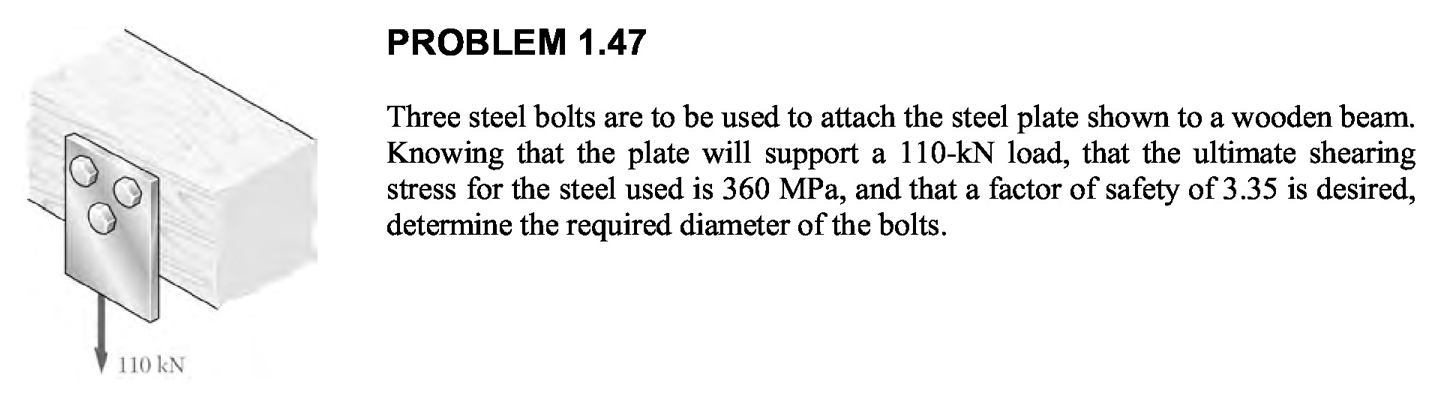 PROBLEM 1.47
Three steel bolts are to be used to attach the steel plate shown to a wooden beam.
Knowing that the plate will support a 110-kN load, that the ultimate shearing
stress for the steel used is 360 MPa, and that a factor of safety of 3.35 is desired,
determine the required diameter of the bolts.
110 kN